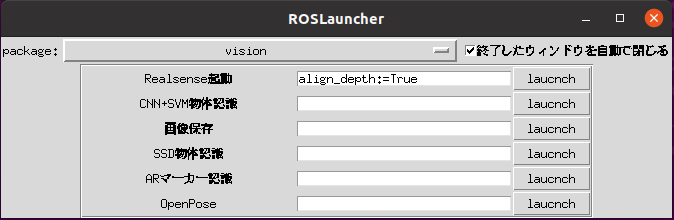 ROSLauncher
package: vision 終了したウィンドウを自動で閉じる
Realsense起動 align_depth:=True laucnch
CNN+SVM物体認識 laucnch
画像保存 laucnch
SSD物体認識 laucnch
ARマーカー認識 laucnch
OpenPose laucnch